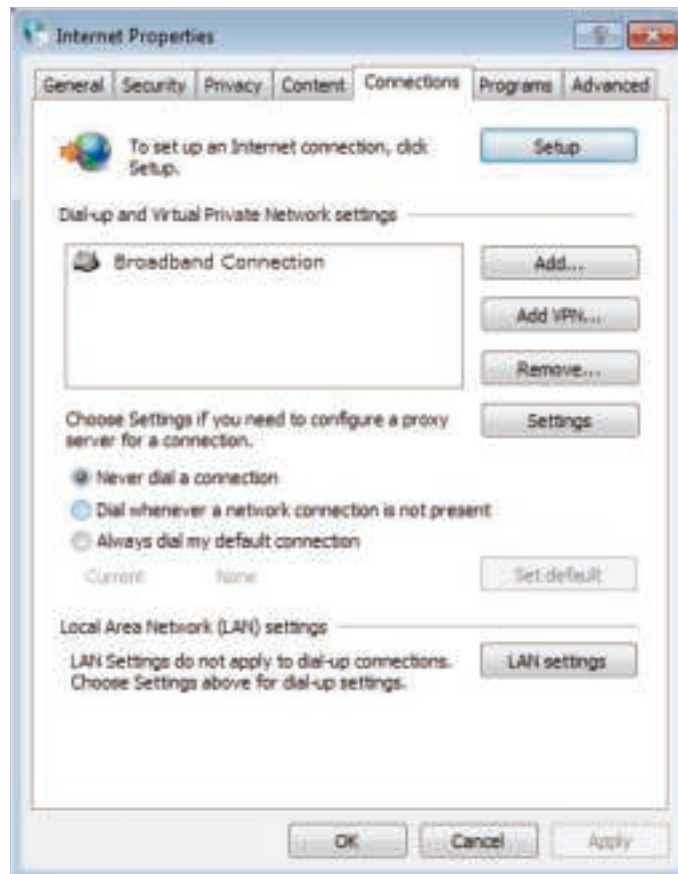 Internet Properties
General Security Privacy Content Connections Programs Advanced
To set up an Internet connection, click
Setup.
Setup
Dial-up and Virtual Private Network settings
Broadband Connection
Add...
Add VPN...
Remove...
Choose Settings if you need to configure a proxy
server for a connection.
Settings
Never dial a connection
Dial whenever a network connection is not present
Always dial my default connection
Current None
Set default
Local Area Network (LAN) settings
LAN Settings do not apply to dial-up connections.
Choose Settings above for dial-up settings.
LAN settings
OK Cancel Apply